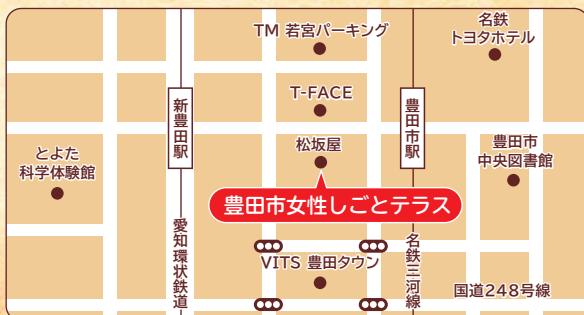 TM 若宮パーキング
名鉄
トヨタホテル
T-FACE
新豊田駅
豊田市駅
松坂屋
とよた
科学体験館
豊田市
中央図書館
豊田市女性しごとテラス
愛知環状鉄道
名鉄三河線
VITS 豊田タウン
国道248号線